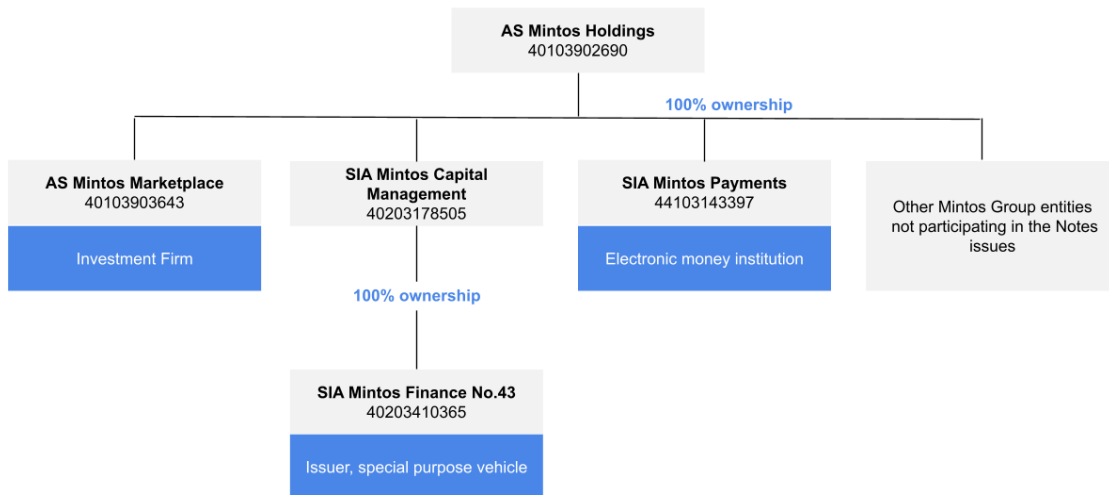 AS Mintos Holdings
40103902690
100% ownership
AS Mintos Marketplace
40103903643
Investment Firm
SIA Mintos Capital
Management
40203178505
SIA Mintos Payments
44103143397
Electronic money institution
Other Mintos Group entities
not participating in the Notes
issues
100% ownership
SIA Mintos Finance No.43
40203410365
Issuer, special purpose vehicle